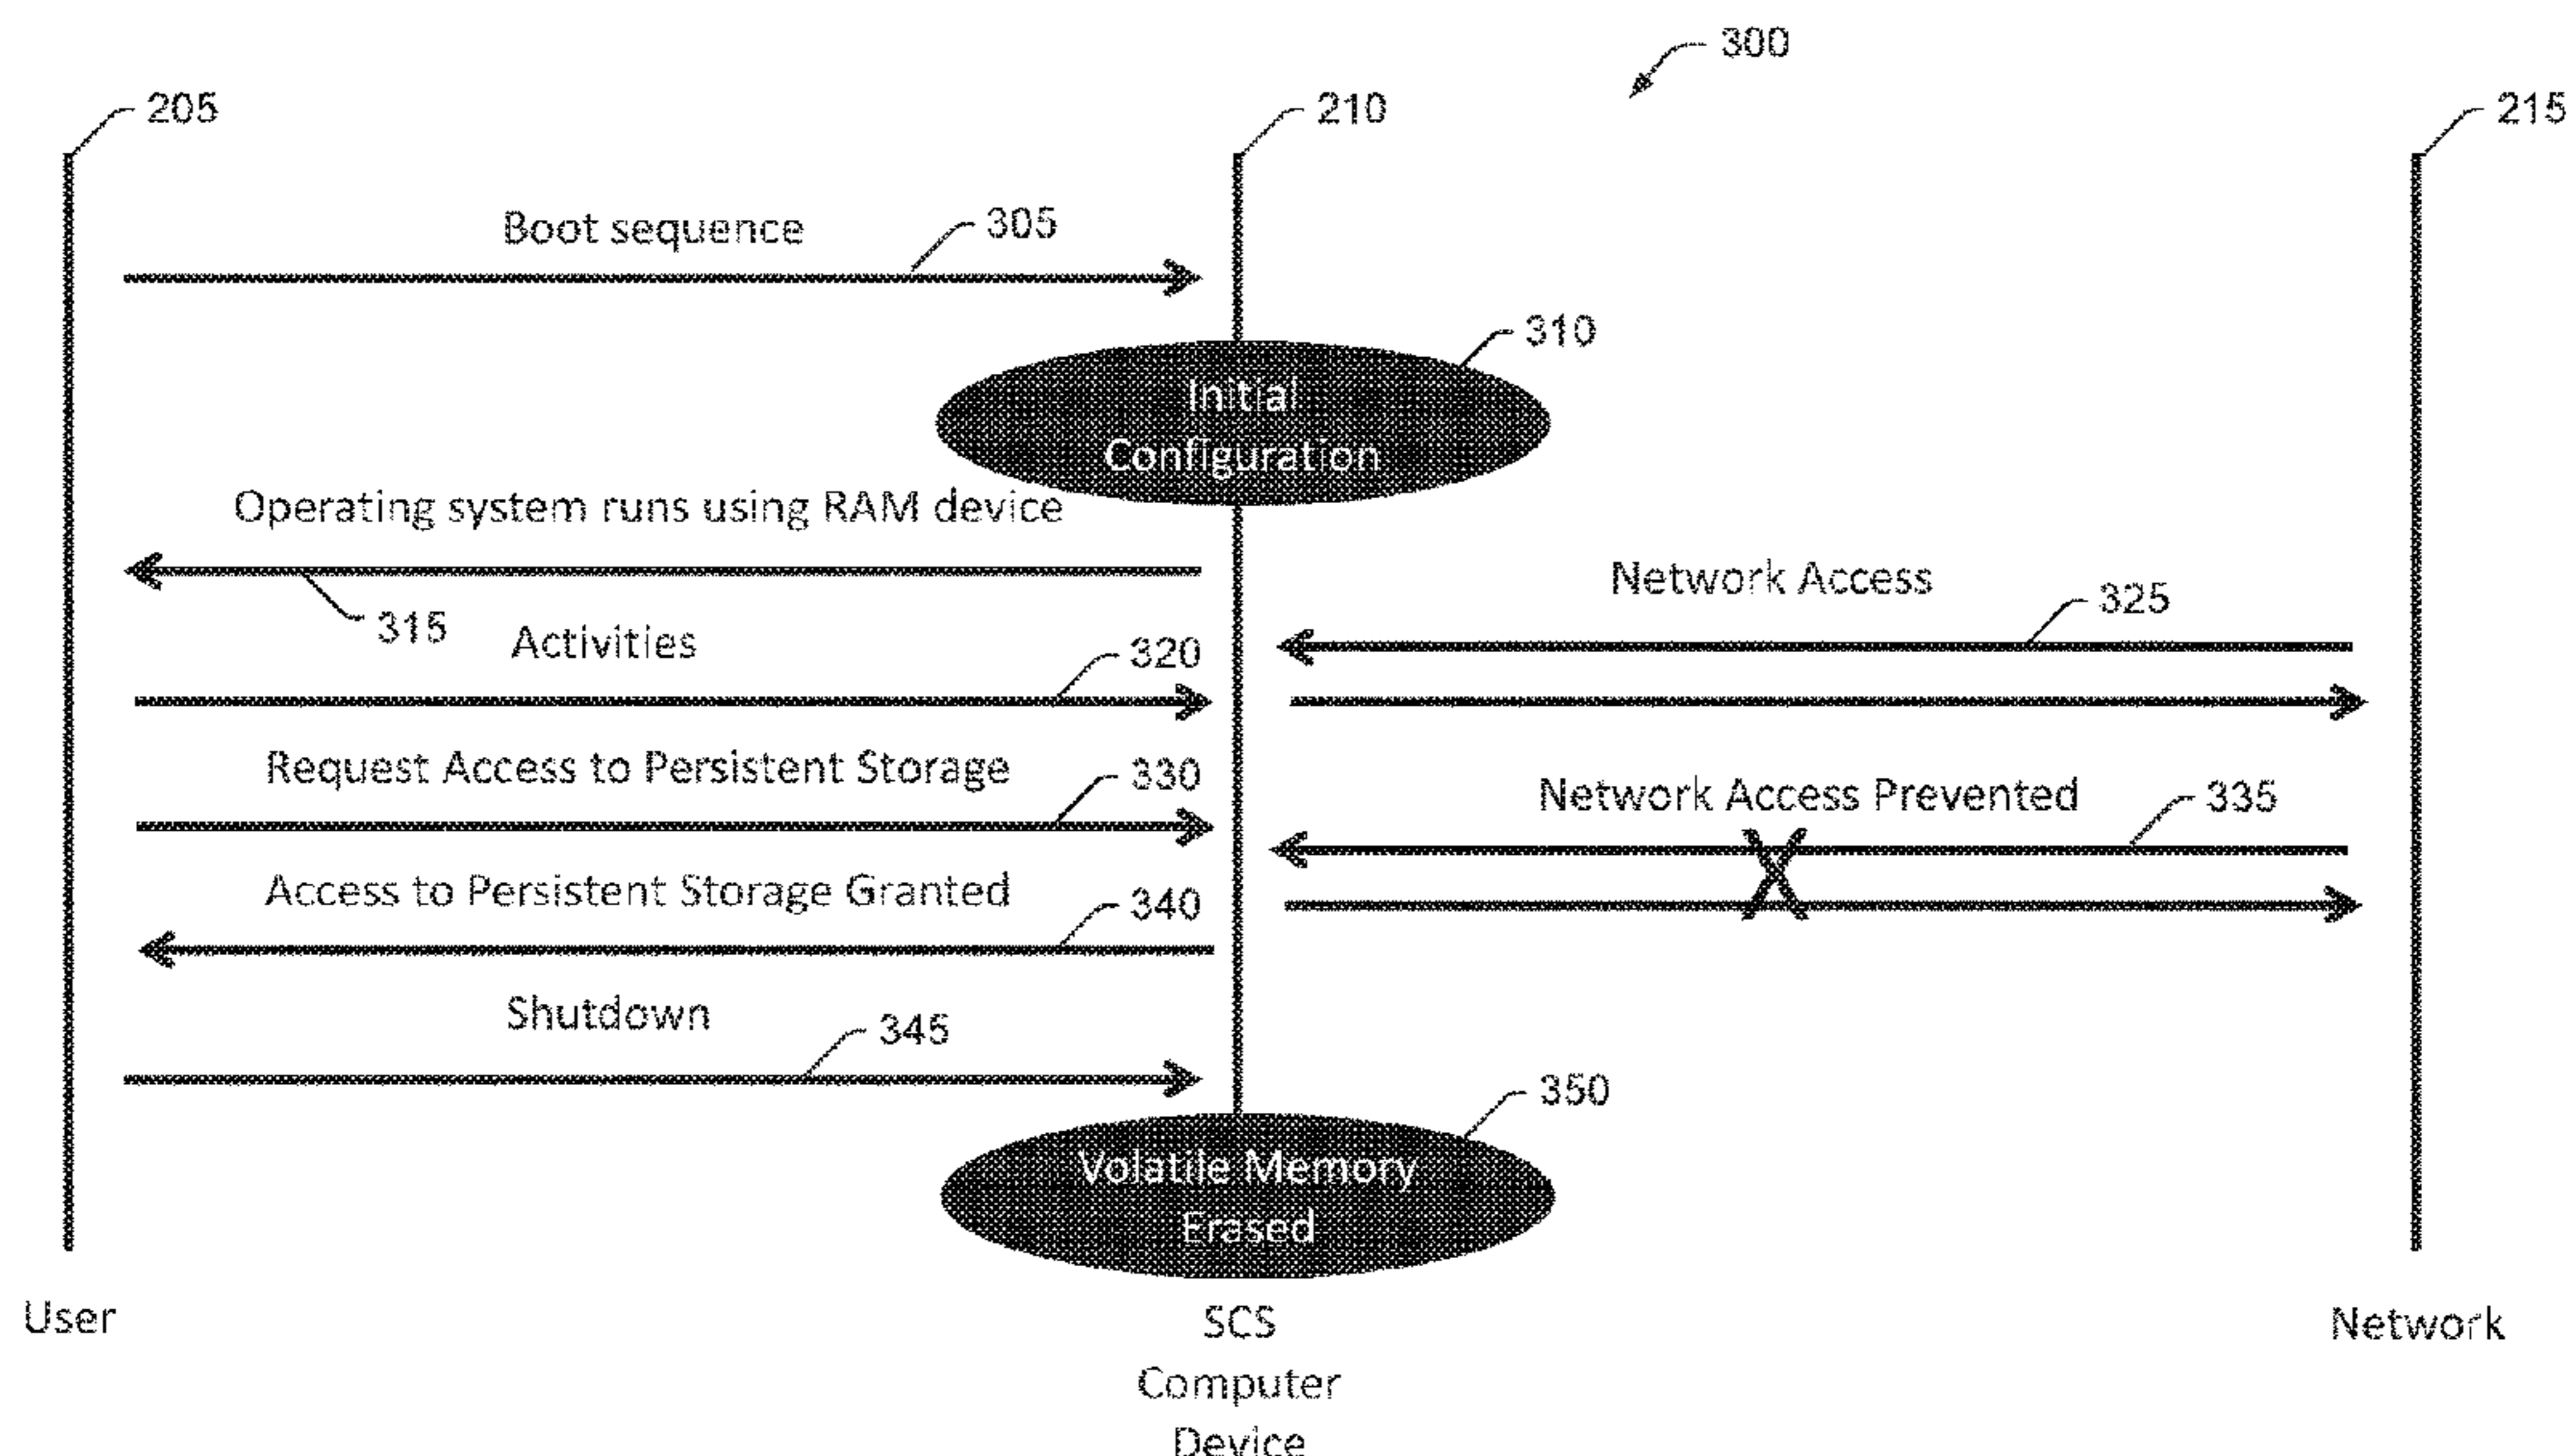 300
205
210
215
Boot sequence
305
310
Initial
Configuration
Operating system runs using RAM device
315
Network Access
325
Activities
320
Request Access to Persistent Storage
330
Network Access Prevented
335
X
Access to Persistent Storage Granted
340
Shutdown
345
350
Volatile Memory
Erased
User
SCS
Computer
Device
Network